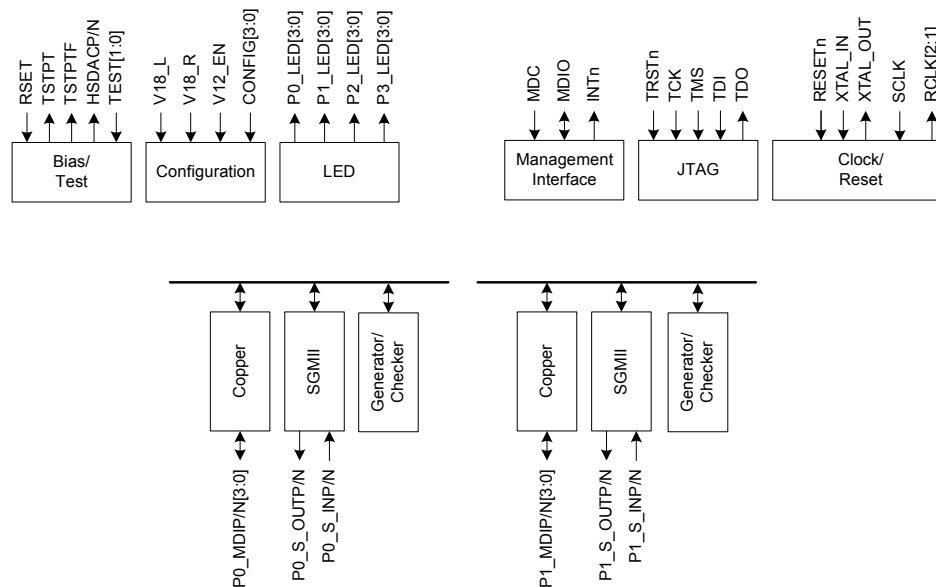 RSET
TSTPT
TSTPTF
HSDACP/N
TEST[1:0]
V18_L
V18_R
V12_EN
CONFIG[3:0]
P0_LED[3:0]
P1_LED[3:0]
P2_LED[3:0]
P3_LED[3:0]
MDC
MDIO
INTn
TRSTn
TCK
TMS
TDI
TDO
RESETn
XTAL_IN
XTAL_OUT
SCLK
RCLK[2:1]
Bias/
Test
Configuration
LED
Management
Interface
JTAG
Clock/
Reset
Copper
SGMII
Generator/
Checker
Copper
SGMII
Generator/
Checker
P0_MDIP/N[3:0]
P0_S_OUTP/N
P0_S_INP/N
P1_MDIP/N[3:0]
P1_S_OUTP/N
P1_S_INP/N